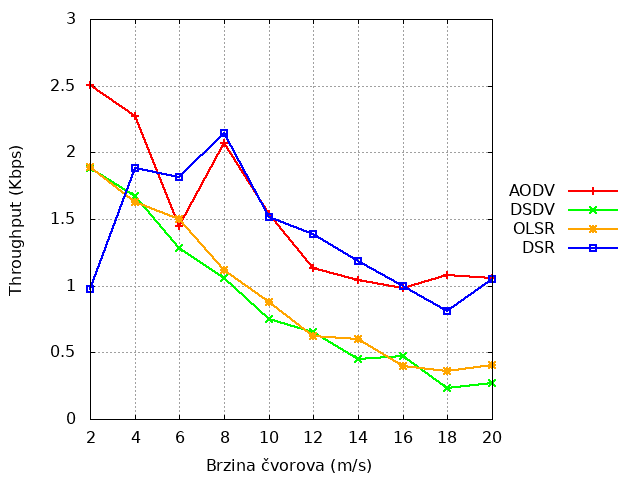 3
2.5
2
1.5
1
0.5
0
Throughput (Kbps)
2 4 6 8 10 12 14 16 18 20
Brzina čvorova (m/s)
AODV
DSDV
OLSR
DSR